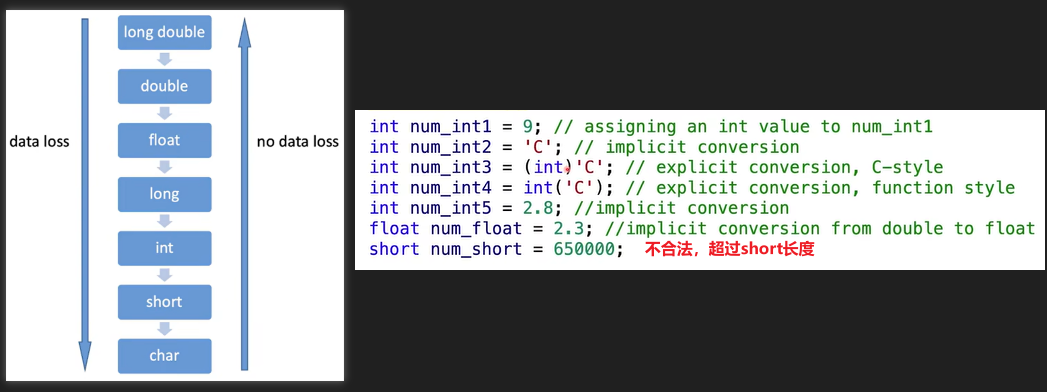 long double
double
float
long
int
short
char
data loss
no data loss
int num_int1 = 9; // assigning an int value to num_int1
int num_int2 = 'C'; // implicit conversion
int num_int3 = (int)'C'; // explicit conversion, C-style
int num_int4 = int('C'); // explicit conversion, function style
int num_int5 = 2.8; //implicit conversion
float num_float = 2.3; //implicit conversion from double to float
short num_short = 650000; 不合法，超过short长度